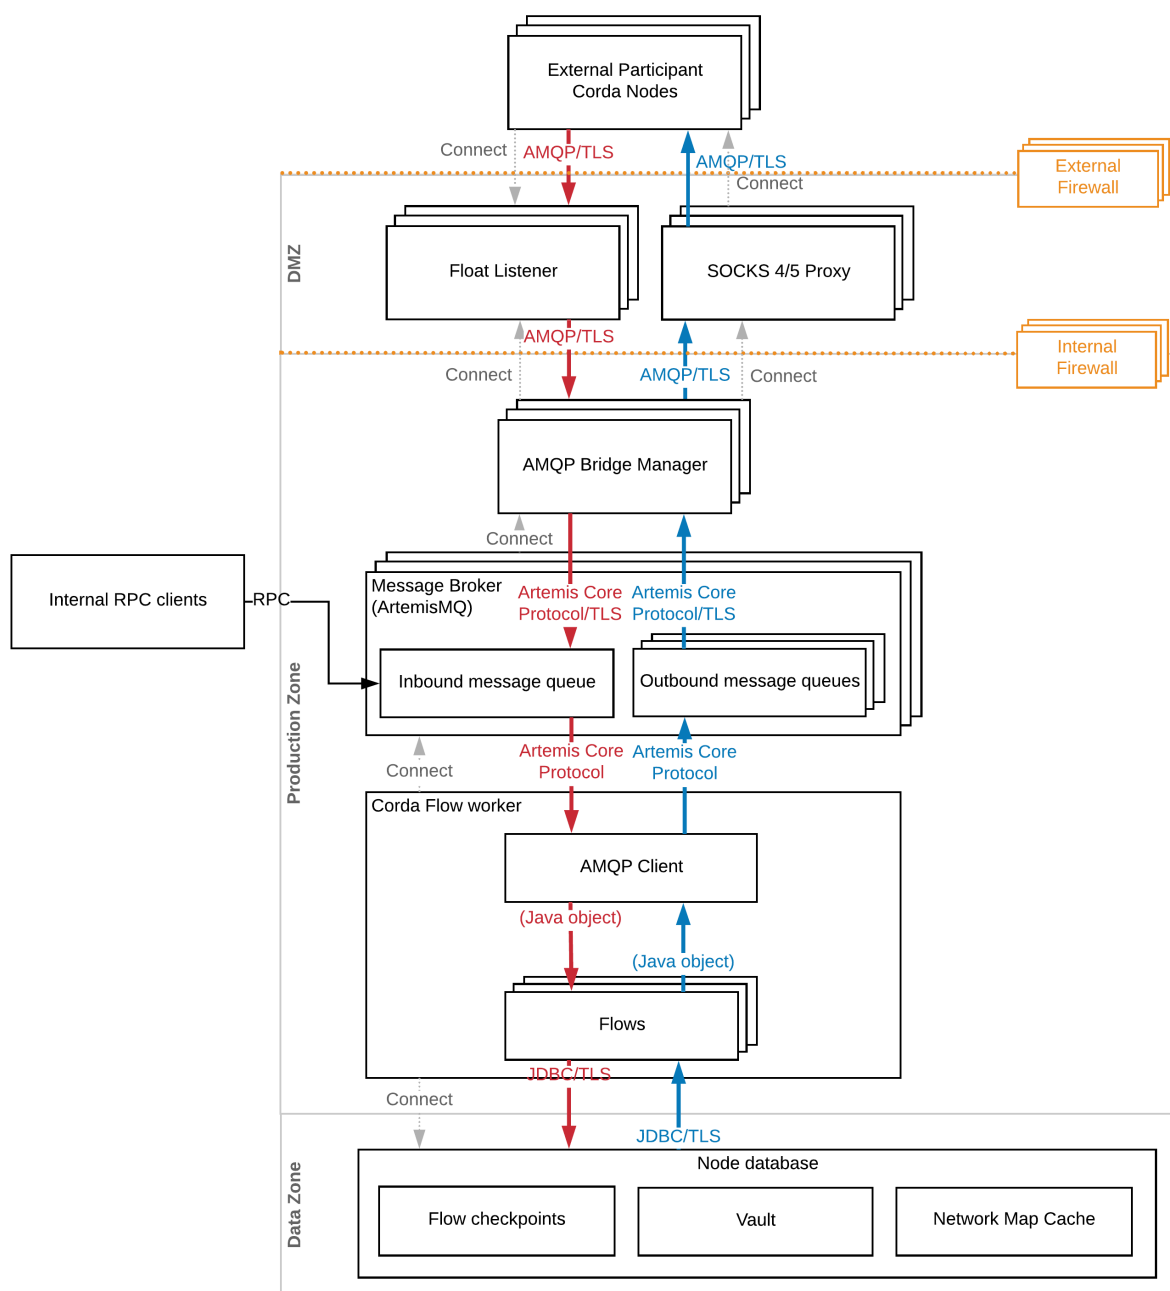 External Participant
Corda Nodes
Connect
AMQP/TLS
AMQP/TLS
Connect
External
Firewall
DMZ
Float Listener
SOCKS 4/5 Proxy
AMQP/TLS
Connect
AMQP/TLS
Connect
Internal
Firewall
AMQP Bridge Manager
Connect
Internal RPC clients
RPC
Message Broker
(ArtemisMQ)
Artemis Core
Protocol/TLS
Artemis Core
Protocol/TLS
Inbound message queue
Outbound message queues
Production Zone
Artemis Core
Protocol
Artemis Core
Protocol
Connect
Corda Flow worker
AMQP Client
(Java object)
(Java object)
Flows
JDBC/TLS
Connect
JDBC/TLS
Data Zone
Node database
Flow checkpoints
Vault
Network Map Cache